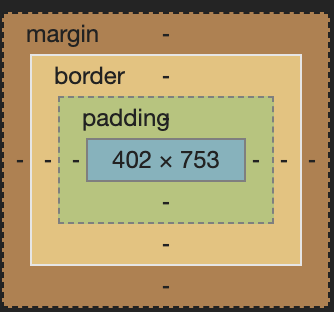 margin -
border -
padding -
- - - 402 × 753 - - -
-
-
-